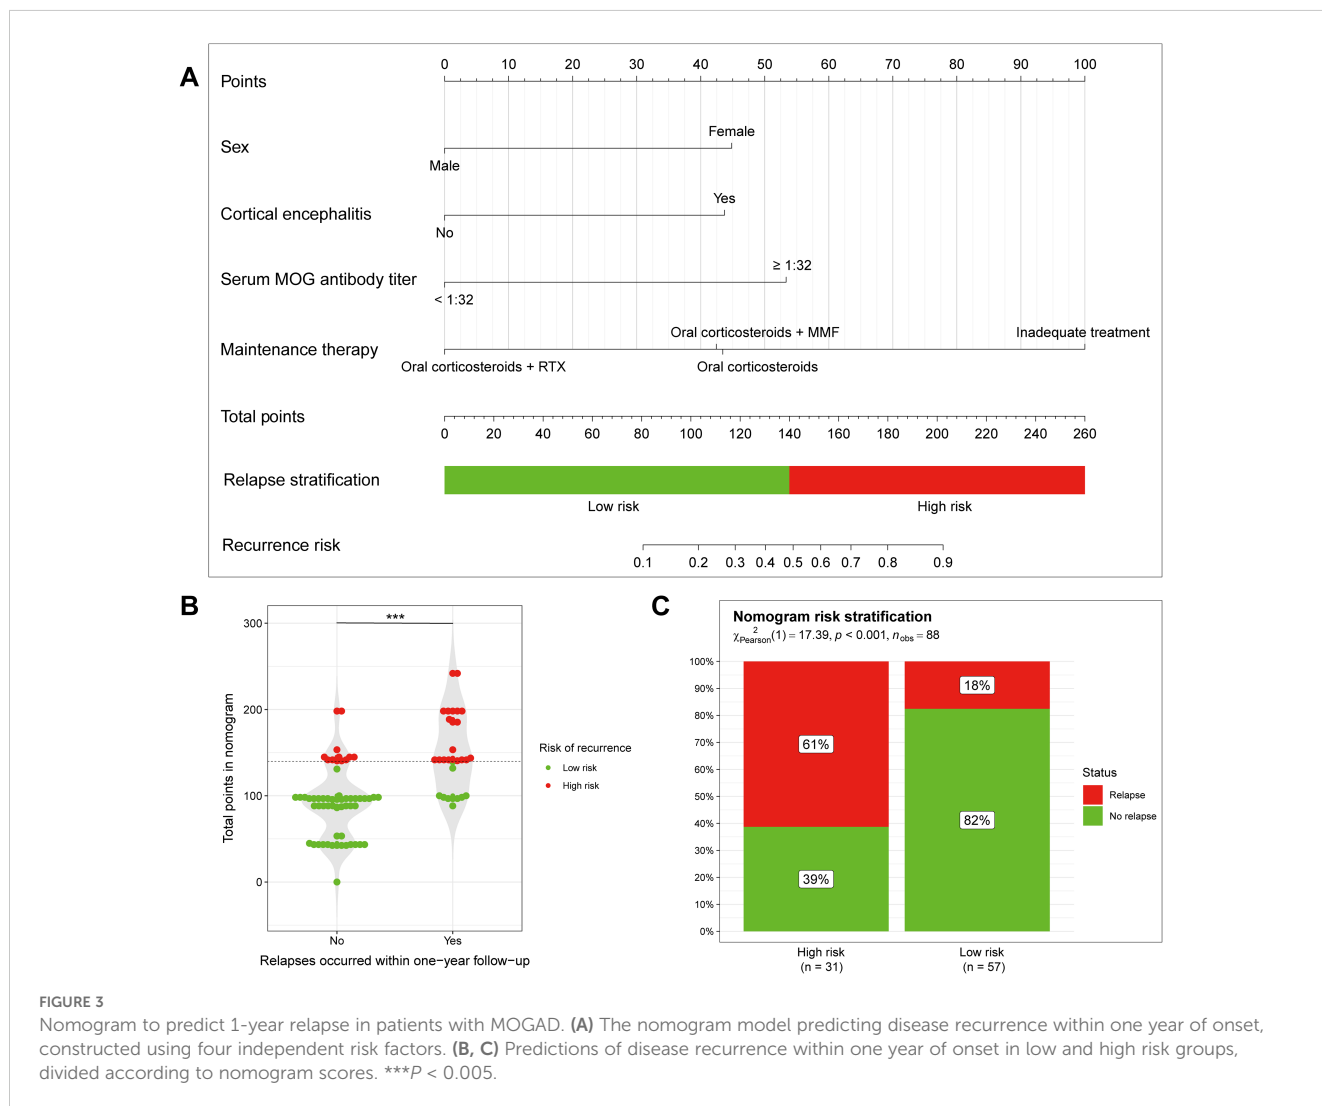 A
Points
0 10 20 30 40 50 60 70 80 90 100
Sex
Female
Male
Cortical encephalitis
Yes
No
Serum MOG antibody titer
≥ 1:32
< 1:32
Maintenance therapy
Oral corticosteroids + MMF
Inadequate treatment
Oral corticosteroids + RTX
Oral corticosteroids
Total points
0 20 40 60 80 100 120 140 160 180 200 220 240 260
Relapse stratification
Low risk
High risk
Recurrence risk
0.1 0.2 0.3 0.4 0.5 0.6 0.7 0.8 0.9
B
***
300
200
100
0
Total points in nomogram
No
Yes
Relapses occurred within one−year follow−up
Risk of recurrence
Low risk
High risk
C
Nomogram risk stratification
χ²Pearson(1) = 17.39, p < 0.001, nobs = 88
100%
90%
80%
70%
60%
50%
40%
30%
20%
10%
0%
61%
39%
18%
82%
High risk
(n = 31)
Low risk
(n = 57)
Status
Relapse
No relapse
FIGURE 3
Nomogram to predict 1-year relapse in patients with MOGAD. (A) The nomogram model predicting disease recurrence within one year of onset,
constructed using four independent risk factors. (B, C) Predictions of disease recurrence within one year of onset in low and high risk groups,
divided according to nomogram scores. ***P < 0.005.